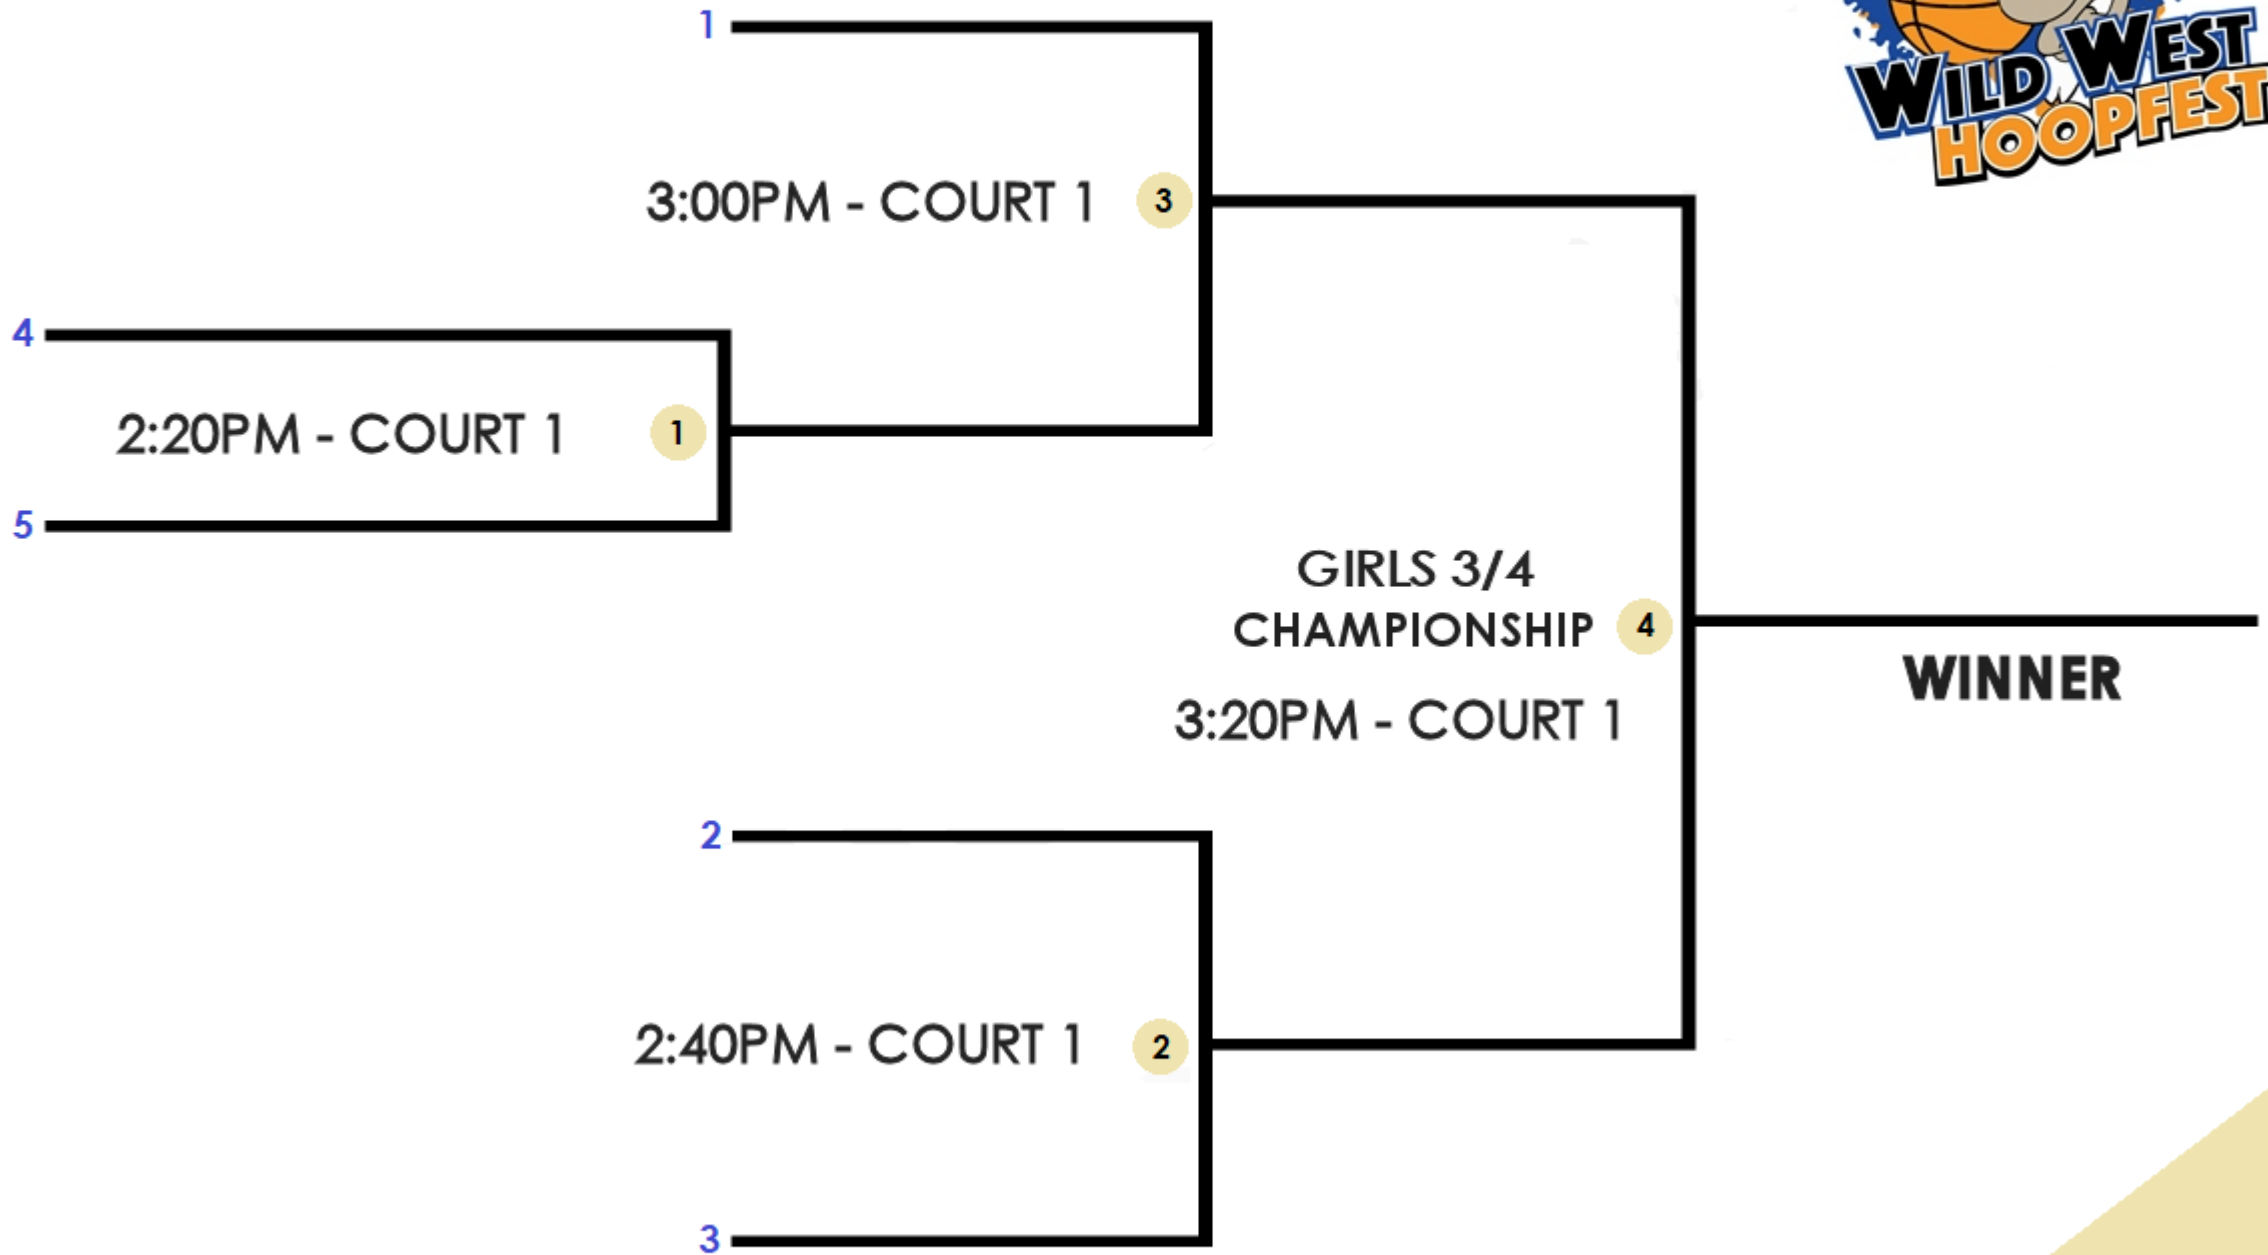 WILD WEST
HOOPFEST
1
3:00PM - COURT 1 3
4
2:20PM - COURT 1 1
5
GIRLS 3/4
CHAMPIONSHIP 4
3:20PM - COURT 1
WINNER
2
2:40PM - COURT 1 2
3